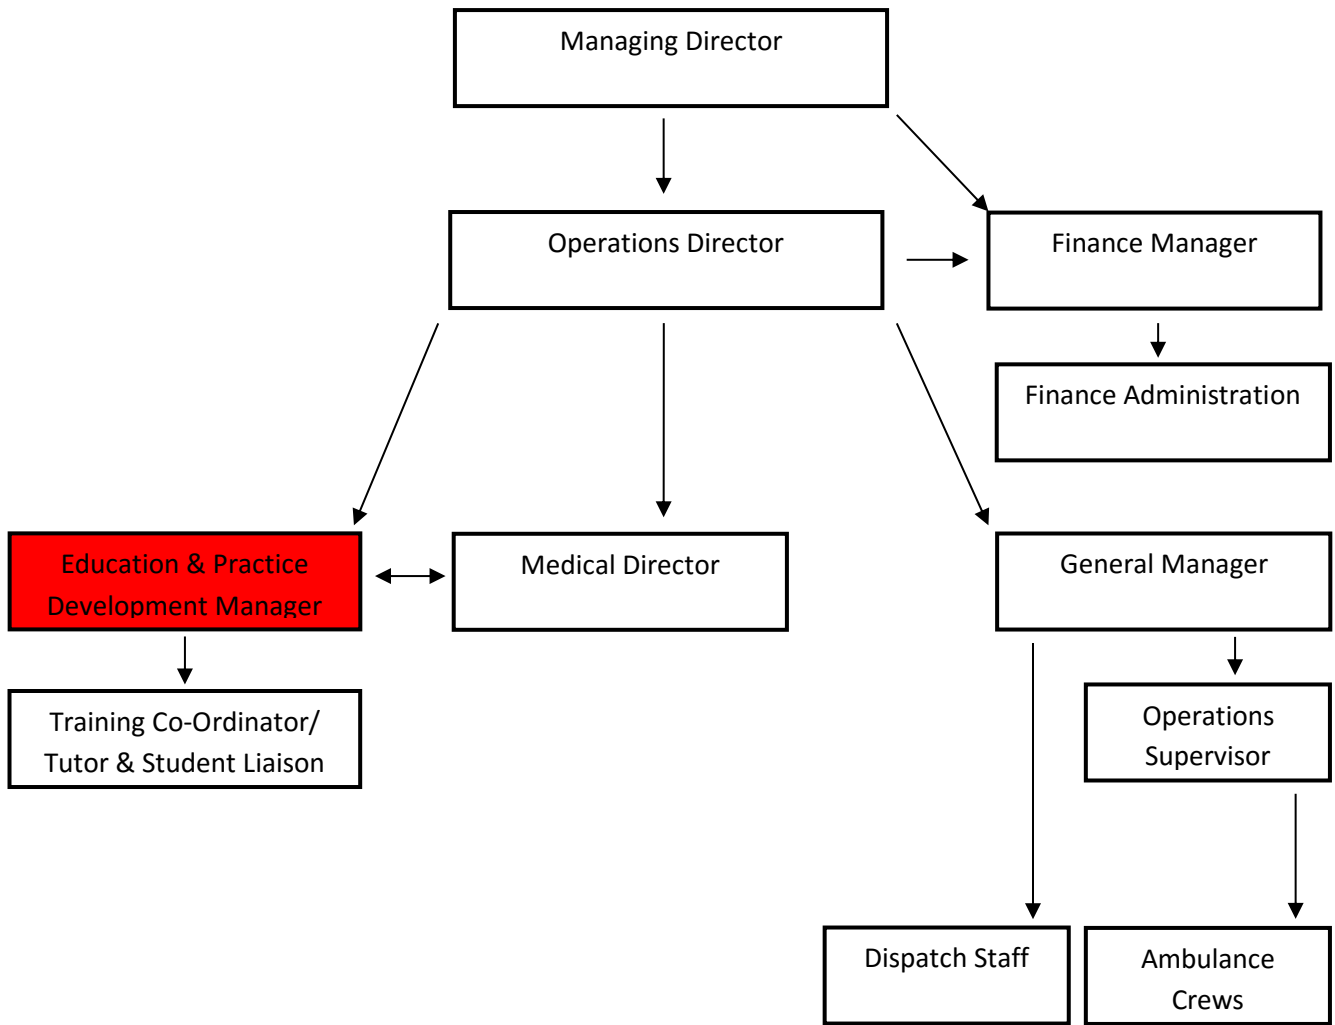 Managing Director
Operations Director
Finance Manager
Finance Administration
Education & Practice
Development Manager
Medical Director
General Manager
Training Co-Ordinator/
Tutor & Student Liaison
Operations
Supervisor
Dispatch Staff
Ambulance
Crews